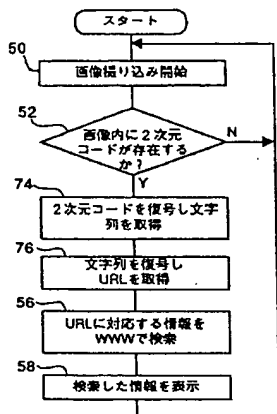 スタート
50
画像撮り込み開始
52
画像内に2次元
コードが存在する
か?
N
Y
74
2次元コードを復号し文字
列を取得
76
文字列を復号し
URLを取得
56
URLに対応する情報を
WWWで検索
58
検索した情報を表示